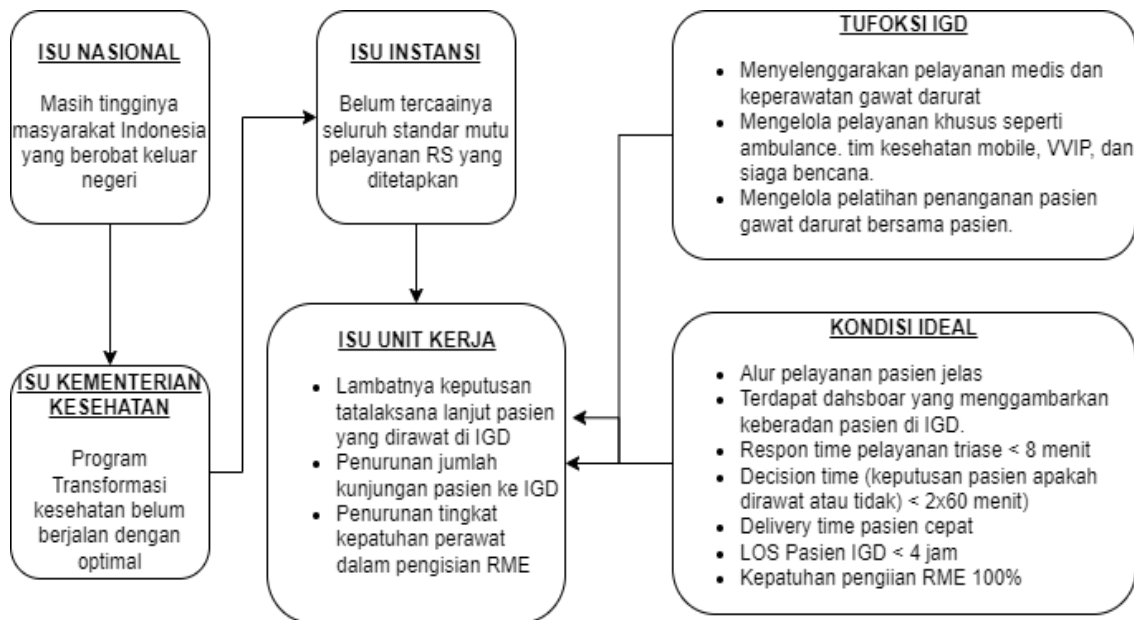 ISU NASIONAL
Masih tingginya
masyarakat Indonesia
yang berobat keluar
negeri
ISU KEMENTERIAN
KESEHATAN
Program
Transformasi
kesehatan belum
berjalan dengan
optimal
ISU INSTANSI
Belum tercaainya
seluruh standar mutu
pelayanan RS yang
ditetapkan
ISU UNIT KERJA
• Lambatnya keputusan
tatalaksana lanjut pasien
yang dirawat di IGD
• Penurunan jumlah
kunjungan pasien ke IGD
• Penurunan tingkat
kepatuhan perawat
dalam pengisian RME
TUFOKSI IGD
• Menyelenggarakan pelayanan medis dan
keperawatan gawat darurat
• Mengelola pelayanan khusus seperti
ambulance. tim kesehatan mobile, VVIP, dan
siaga bencana.
• Mengelola pelatihan penanganan pasien
gawat darurat bersama pasien.
KONDISI IDEAL
• Alur pelayanan pasien jelas
• Terdapat dahsboar yang menggambarkan
keberadan pasien di IGD.
• Respon time pelayanan triase < 8 menit
• Decision time (keputusan pasien apakah
dirawat atau tidak) < 2x60 menit)
• Delivery time pasien cepat
• LOS Pasien IGD < 4 jam
• Kepatuhan pengiian RME 100%